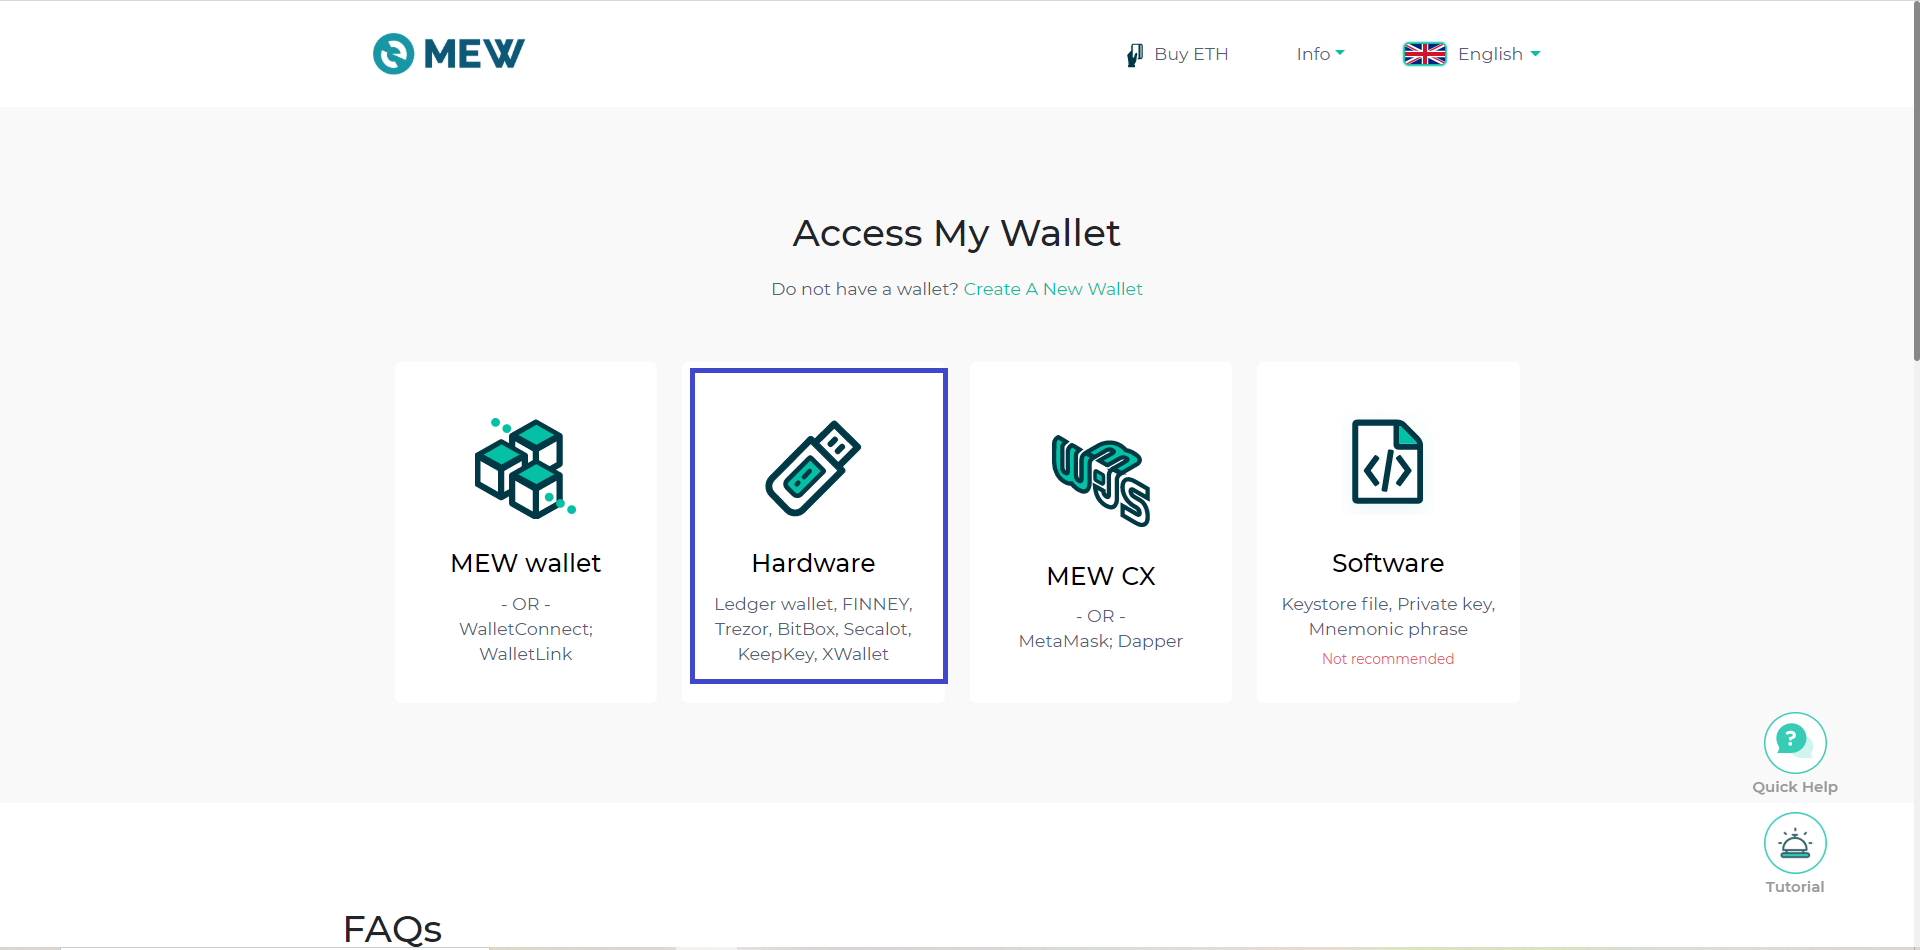 MEW
Buy ETH
Info
English
Access My Wallet
Do not have a wallet? Create A New Wallet
MEW wallet
- OR -
WalletConnect;
WalletLink
Hardware
Ledger wallet, FINNEY,
Trezor, BitBox, Secalot,
KeepKey, XWallet
MEW CX
- OR -
MetaMask; Dapper
Software
Keystore file, Private key,
Mnemonic phrase
Not recommended
?
Quick Help
Tutorial
FAQs